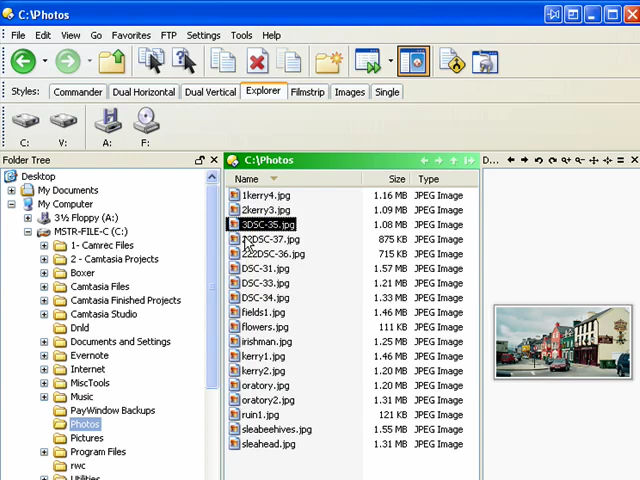 C:\Photos
File Edit View Go Favorites FTP Settings Tools Help
Styles: Commander Dual Horizontal Dual Vertical Explorer Filmstrip Images Single
C: V: A: F:
Folder Tree
Desktop
My Documents
My Computer
3½ Floppy (A:)
MSTR-FILE-C (C:)
1- Camrec Files
2 - Camtasia Projects
Boxer
Camtasia Finished Projects
Camtasia Studio
Dnld
Documents and Settings
Evernote
Internet
MiscTools
Music
PayWindow Backups
Photos
Pictures
Program Files
rwc
Utilities
C:\Photos
Name Size Type
1kerry4.jpg 1.16 MB JPEG Image
2kerry3.jpg 1.09 MB JPEG Image
3DSC-35.jpg 1.08 MB JPEG Image
22DSC-37.jpg 875 KB JPEG Image
222DSC-36.jpg 715 KB JPEG Image
DSC-31.jpg 1.57 MB JPEG Image
DSC-33.jpg 1.21 MB JPEG Image
DSC-34.jpg 1.33 MB JPEG Image
fields1.jpg 1.46 MB JPEG Image
flowers.jpg 111 KB JPEG Image
irishman.jpg 1.25 MB JPEG Image
kerry1.jpg 1.46 MB JPEG Image
kerry2.jpg 1.20 MB JPEG Image
oratory.jpg 1.20 MB JPEG Image
oratory2.jpg 1.31 MB JPEG Image
ruin1.jpg 121 KB JPEG Image
sleabeehives.jpg 1.55 MB JPEG Image
sleahead.jpg 1.31 MB JPEG Image
D...